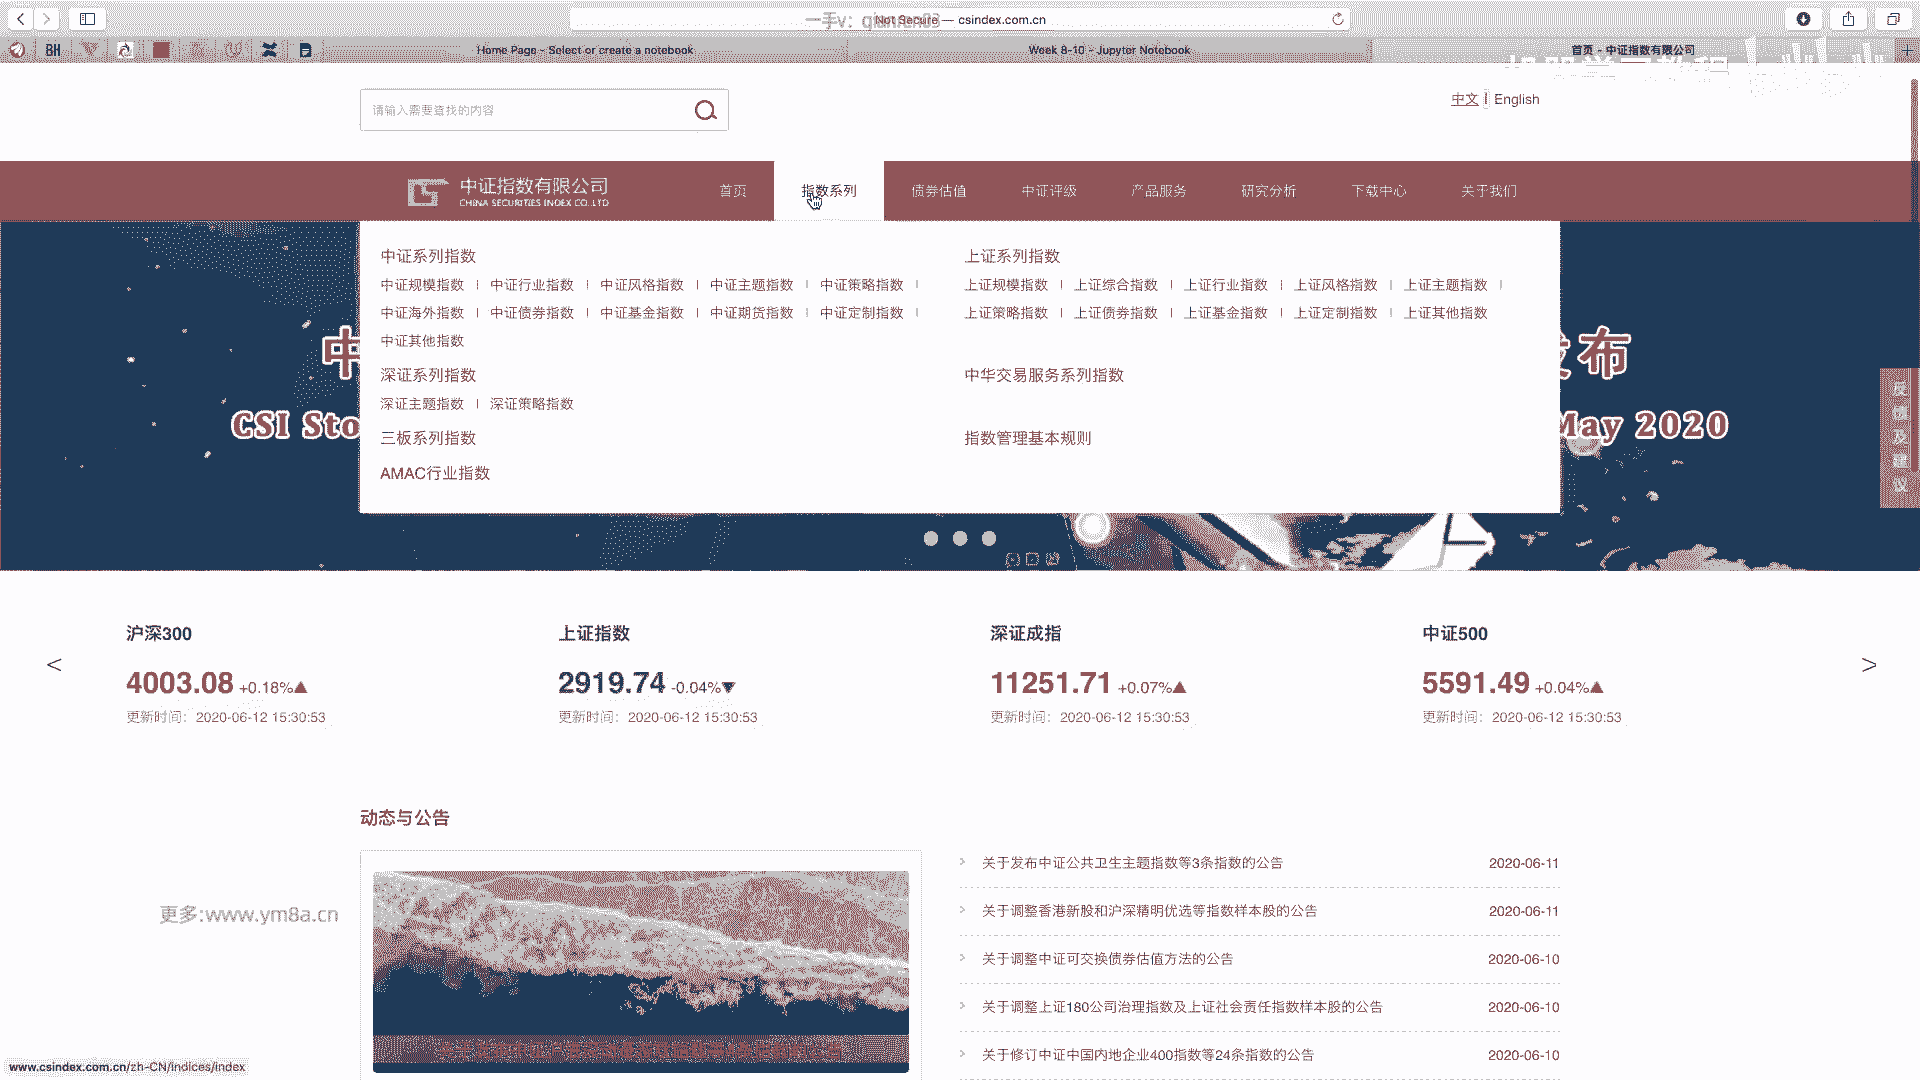 一手v：
Not Secure — csindex.com.cn
BH
Home Page - Select or create a notebook
Week 8-10 - Jupyter Notebook
首页 - 中证指数有限公司
请输入需要查找的内容
中文 | English
中证指数有限公司
CHINA SECURITIES INDEX CO.,LTD
首页
指数系列
债券估值
中证评级
产品服务
研究分析
下载中心
关于我们
中证系列指数
中证规模指数 | 中证行业指数 | 中证风格指数 | 中证主题指数 | 中证策略指数 |
中证海外指数 | 中证债券指数 | 中证基金指数 | 中证期货指数 | 中证定制指数 |
中证其他指数
上证系列指数
上证规模指数 | 上证综合指数 | 上证行业指数 | 上证风格指数 | 上证主题指数 |
上证策略指数 | 上证债券指数 | 上证基金指数 | 上证定制指数 | 上证其他指数
深证系列指数
深证主题指数 | 深证策略指数
中华交易服务系列指数
三板系列指数
指数管理基本规则
AMAC行业指数
中
布
CSI Sto
May 2020
反馈及建议
沪深300
4003.08 +0.18%▲
更新时间：2020-06-12 15:30:53
上证指数
2919.74 -0.04%▼
更新时间：2020-06-12 15:30:53
深证成指
11251.71 +0.07%▲
更新时间：2020-06-12 15:30:53
中证500
5591.49 +0.04%▲
更新时间：2020-06-12 15:30:53
动态与公告
关于发布中证公共卫生主题指数等3条指数的公告 2020-06-11
关于调整香港新股和沪深精明优选等指数样本股的公告 2020-06-11
关于调整中证可交换债券估值方法的公告 2020-06-10
关于调整上证180公司治理指数及上证社会责任指数样本股的公告 2020-06-10
关于修订中证中国内地企业400指数等24条指数的公告 2020-06-10
更多:www.ym8a.cn
www.csindex.com.cn/zh-CN/indices/index